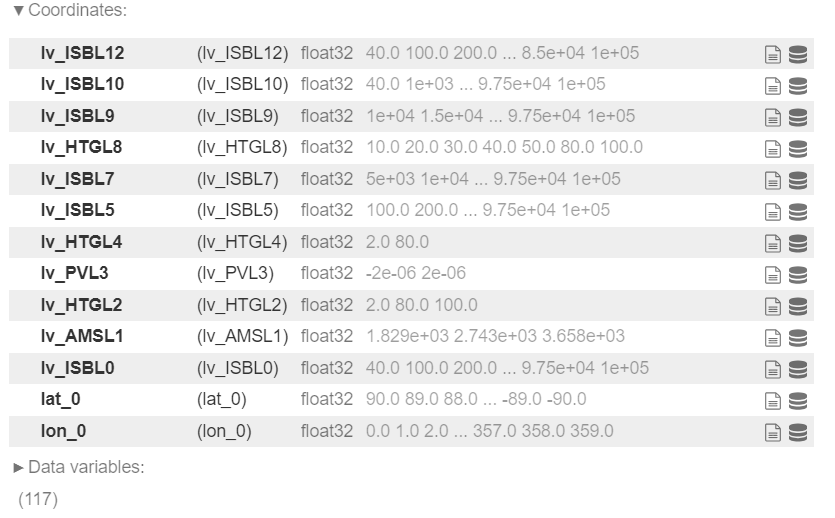 ▼ Coordinates:
lv_ISBL12 (lv_ISBL12) float32 40.0 100.0 200.0 ... 8.5e+04 1e+05
lv_ISBL10 (lv_ISBL10) float32 40.0 1e+03 ... 9.75e+04 1e+05
lv_ISBL9 (lv_ISBL9) float32 1e+04 1.5e+04 ... 9.75e+04 1e+05
lv_HTGL8 (lv_HTGL8) float32 10.0 20.0 30.0 40.0 50.0 80.0 100.0
lv_ISBL7 (lv_ISBL7) float32 5e+03 1e+04 ... 9.75e+04 1e+05
lv_ISBL5 (lv_ISBL5) float32 100.0 200.0 ... 9.75e+04 1e+05
lv_HTGL4 (lv_HTGL4) float32 2.0 80.0
lv_PVL3 (lv_PVL3) float32 -2e-06 2e-06
lv_HTGL2 (lv_HTGL2) float32 2.0 80.0 100.0
lv_AMSL1 (lv_AMSL1) float32 1.829e+03 2.743e+03 3.658e+03
lv_ISBL0 (lv_ISBL0) float32 40.0 100.0 200.0 ... 9.75e+04 1e+05
lat_0 (lat_0) float32 90.0 89.0 88.0 ... -89.0 -90.0
lon_0 (lon_0) float32 0.0 1.0 2.0 ... 357.0 358.0 359.0
► Data variables:
(117)